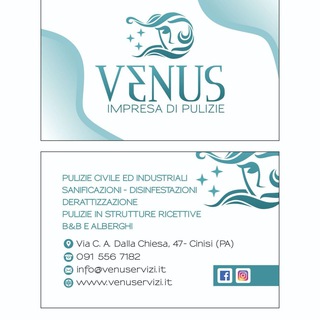 VENUS
IMPRESA DI PULIZIE
PULIZIE CIVILE ED INDUSTRIALI
SANIFICAZIONI - DISINFESTAZIONI
DERATTIZZAZIONE
PULIZIE IN STRUTTURE RICETTIVE
B&B E ALBERGHI
Via C. A. Dalla Chiesa, 47- Cinisi (PA)
091 556 7182
info@venuservizi.it
www.venuservizi.it